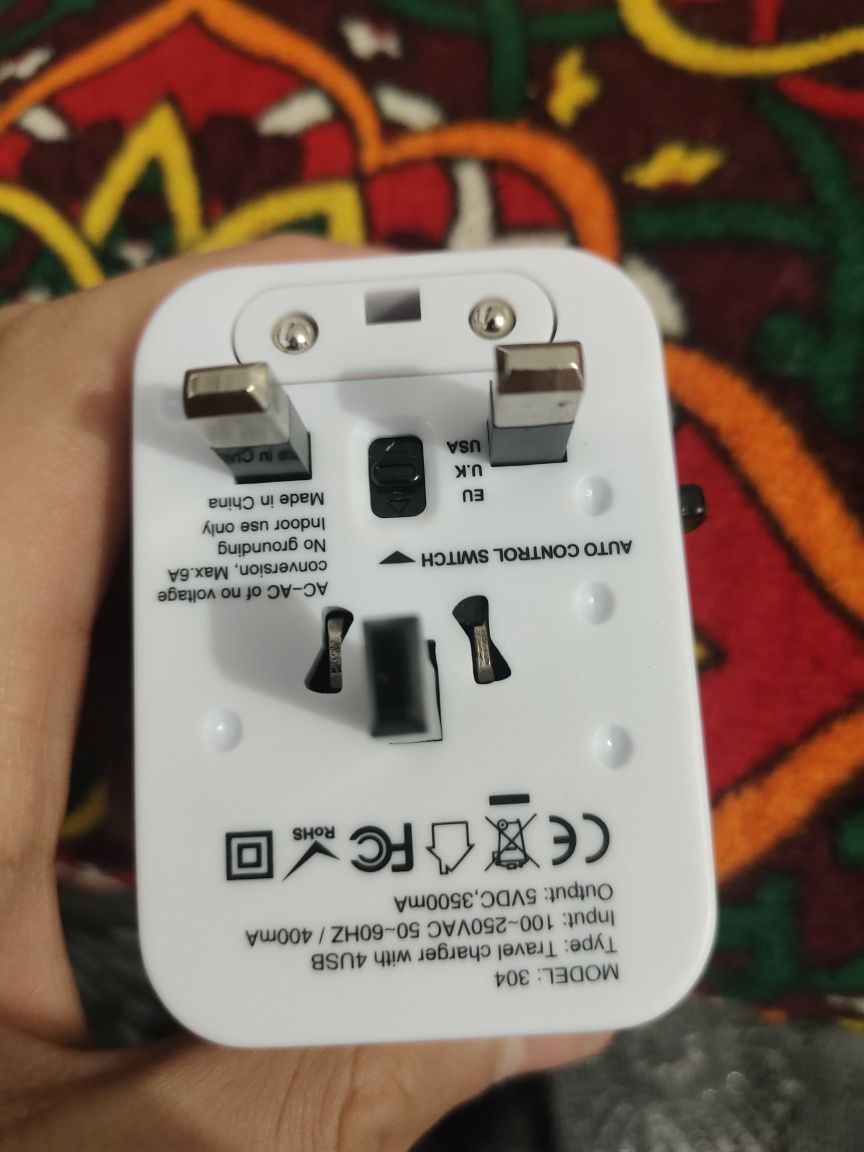 MODEL: 304
Type: Travel charger with 4USB
Input: 100~250VAC 50~60HZ / 400mA
Output: 5VDC,3500mA
CE
FC
RoHS
AC-AC of no voltage
conversion, Max.6A
No grounding
Indoor use only
Made in China
AUTO CONTROL SWITCH
EU
U.K
USA